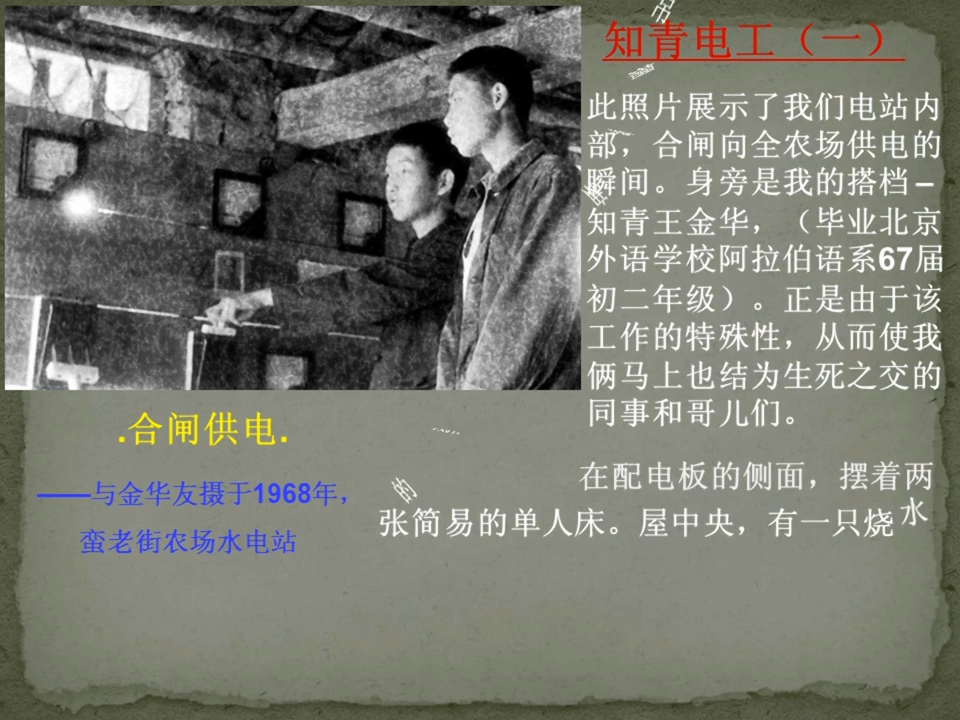 知青电工（一）
此照片展示了我们电站内
部，合闸向全农场供电的
瞬间。身旁是我的搭档－
知青王金华，（毕业北京
外语学校阿拉伯语系67届
初二年级）。正是由于该
工作的特殊性，从而使我
俩马上也结为生死之交的
同事和哥儿们。
.合闸供电.
——与金华友摄于1968年，
蛮老街农场水电站
在配电板的侧面，摆着两
张简易的单人床。屋中央，有一只烧水
的
吊